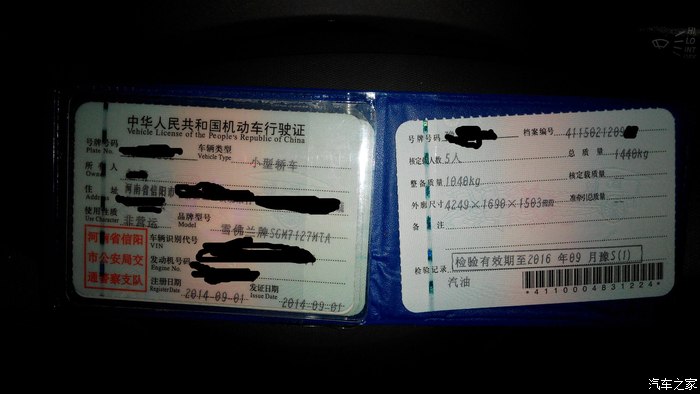 中华人民共和国机动车行驶证
Vehicle License of the People's Republic of China
号牌号码
Plate No.
车辆类型 小型轿车
Vehicle Type
所有人
Owner
住址 河南省信阳市
Address
使用性质 非营运
Use Character
品牌型号 雪佛兰牌SGM7127MTA
Model
河南省信阳
市公安局交
通警察支队
车辆识别代号
VIN
发动机号码
Engine No.
注册日期 2014-09-01
Register Date
发证日期 2014-09-01
Issue Date
号牌号码
档案编号 4115021209
核定载人数 5人
总质量 1440kg
整备质量 1040kg
核定载质量
外廓尺寸 4249×1690×1503mm
准牵引总质量
备注
检验有效期至2016年09月豫S(1)
检验记录
汽油
*4110004831224*
HI
LO
INT
汽车之家